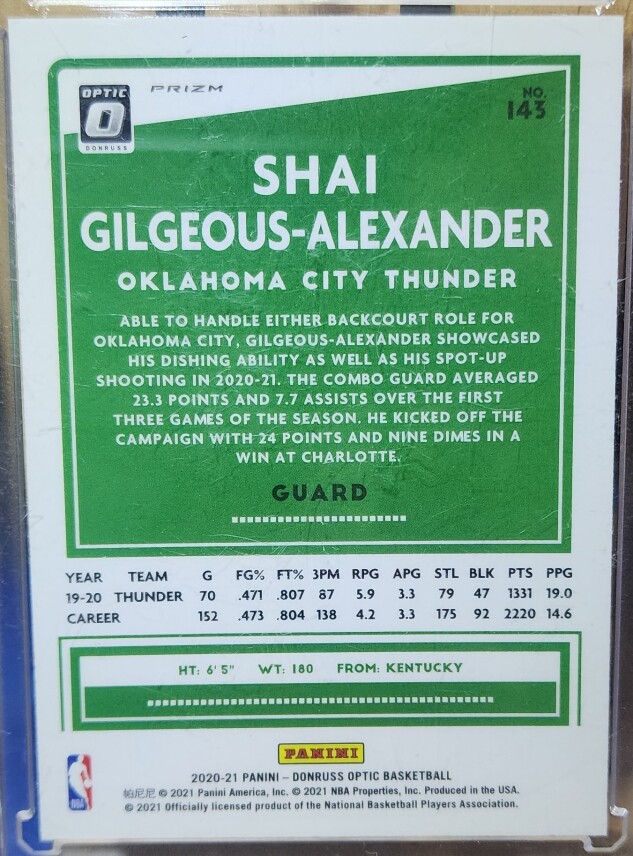 OPTIC
DONRUSS
PRIZM
NO.
143
SHAI
GILGEOUS-ALEXANDER
OKLAHOMA CITY THUNDER
ABLE TO HANDLE EITHER BACKCOURT ROLE FOR
OKLAHOMA CITY, GILGEOUS-ALEXANDER SHOWCASED
HIS DISHING ABILITY AS WELL AS HIS SPOT-UP
SHOOTING IN 2020-21. THE COMBO GUARD AVERAGED
23.3 POINTS AND 7.7 ASSISTS OVER THE FIRST
THREE GAMES OF THE SEASON. HE KICKED OFF THE
CAMPAIGN WITH 24 POINTS AND NINE DIMES IN A
WIN AT CHARLOTTE.
GUARD
YEAR TEAM G FG% FT% 3PM RPG APG STL BLK PTS PPG
19-20 THUNDER 70 .471 .807 87 5.9 3.3 79 47 1331 19.0
CAREER 152 .473 .804 138 4.2 3.3 175 92 2220 14.6
HT: 6' 5" WT: 180 FROM: KENTUCKY
PANINI
NBA
2020-21 PANINI – DONRUSS OPTIC BASKETBALL
帕尼尼 © 2021 Panini America, Inc. © 2021 NBA Properties, Inc. Produced in the USA.
© 2021 Officially licensed product of the National Basketball Players Association.